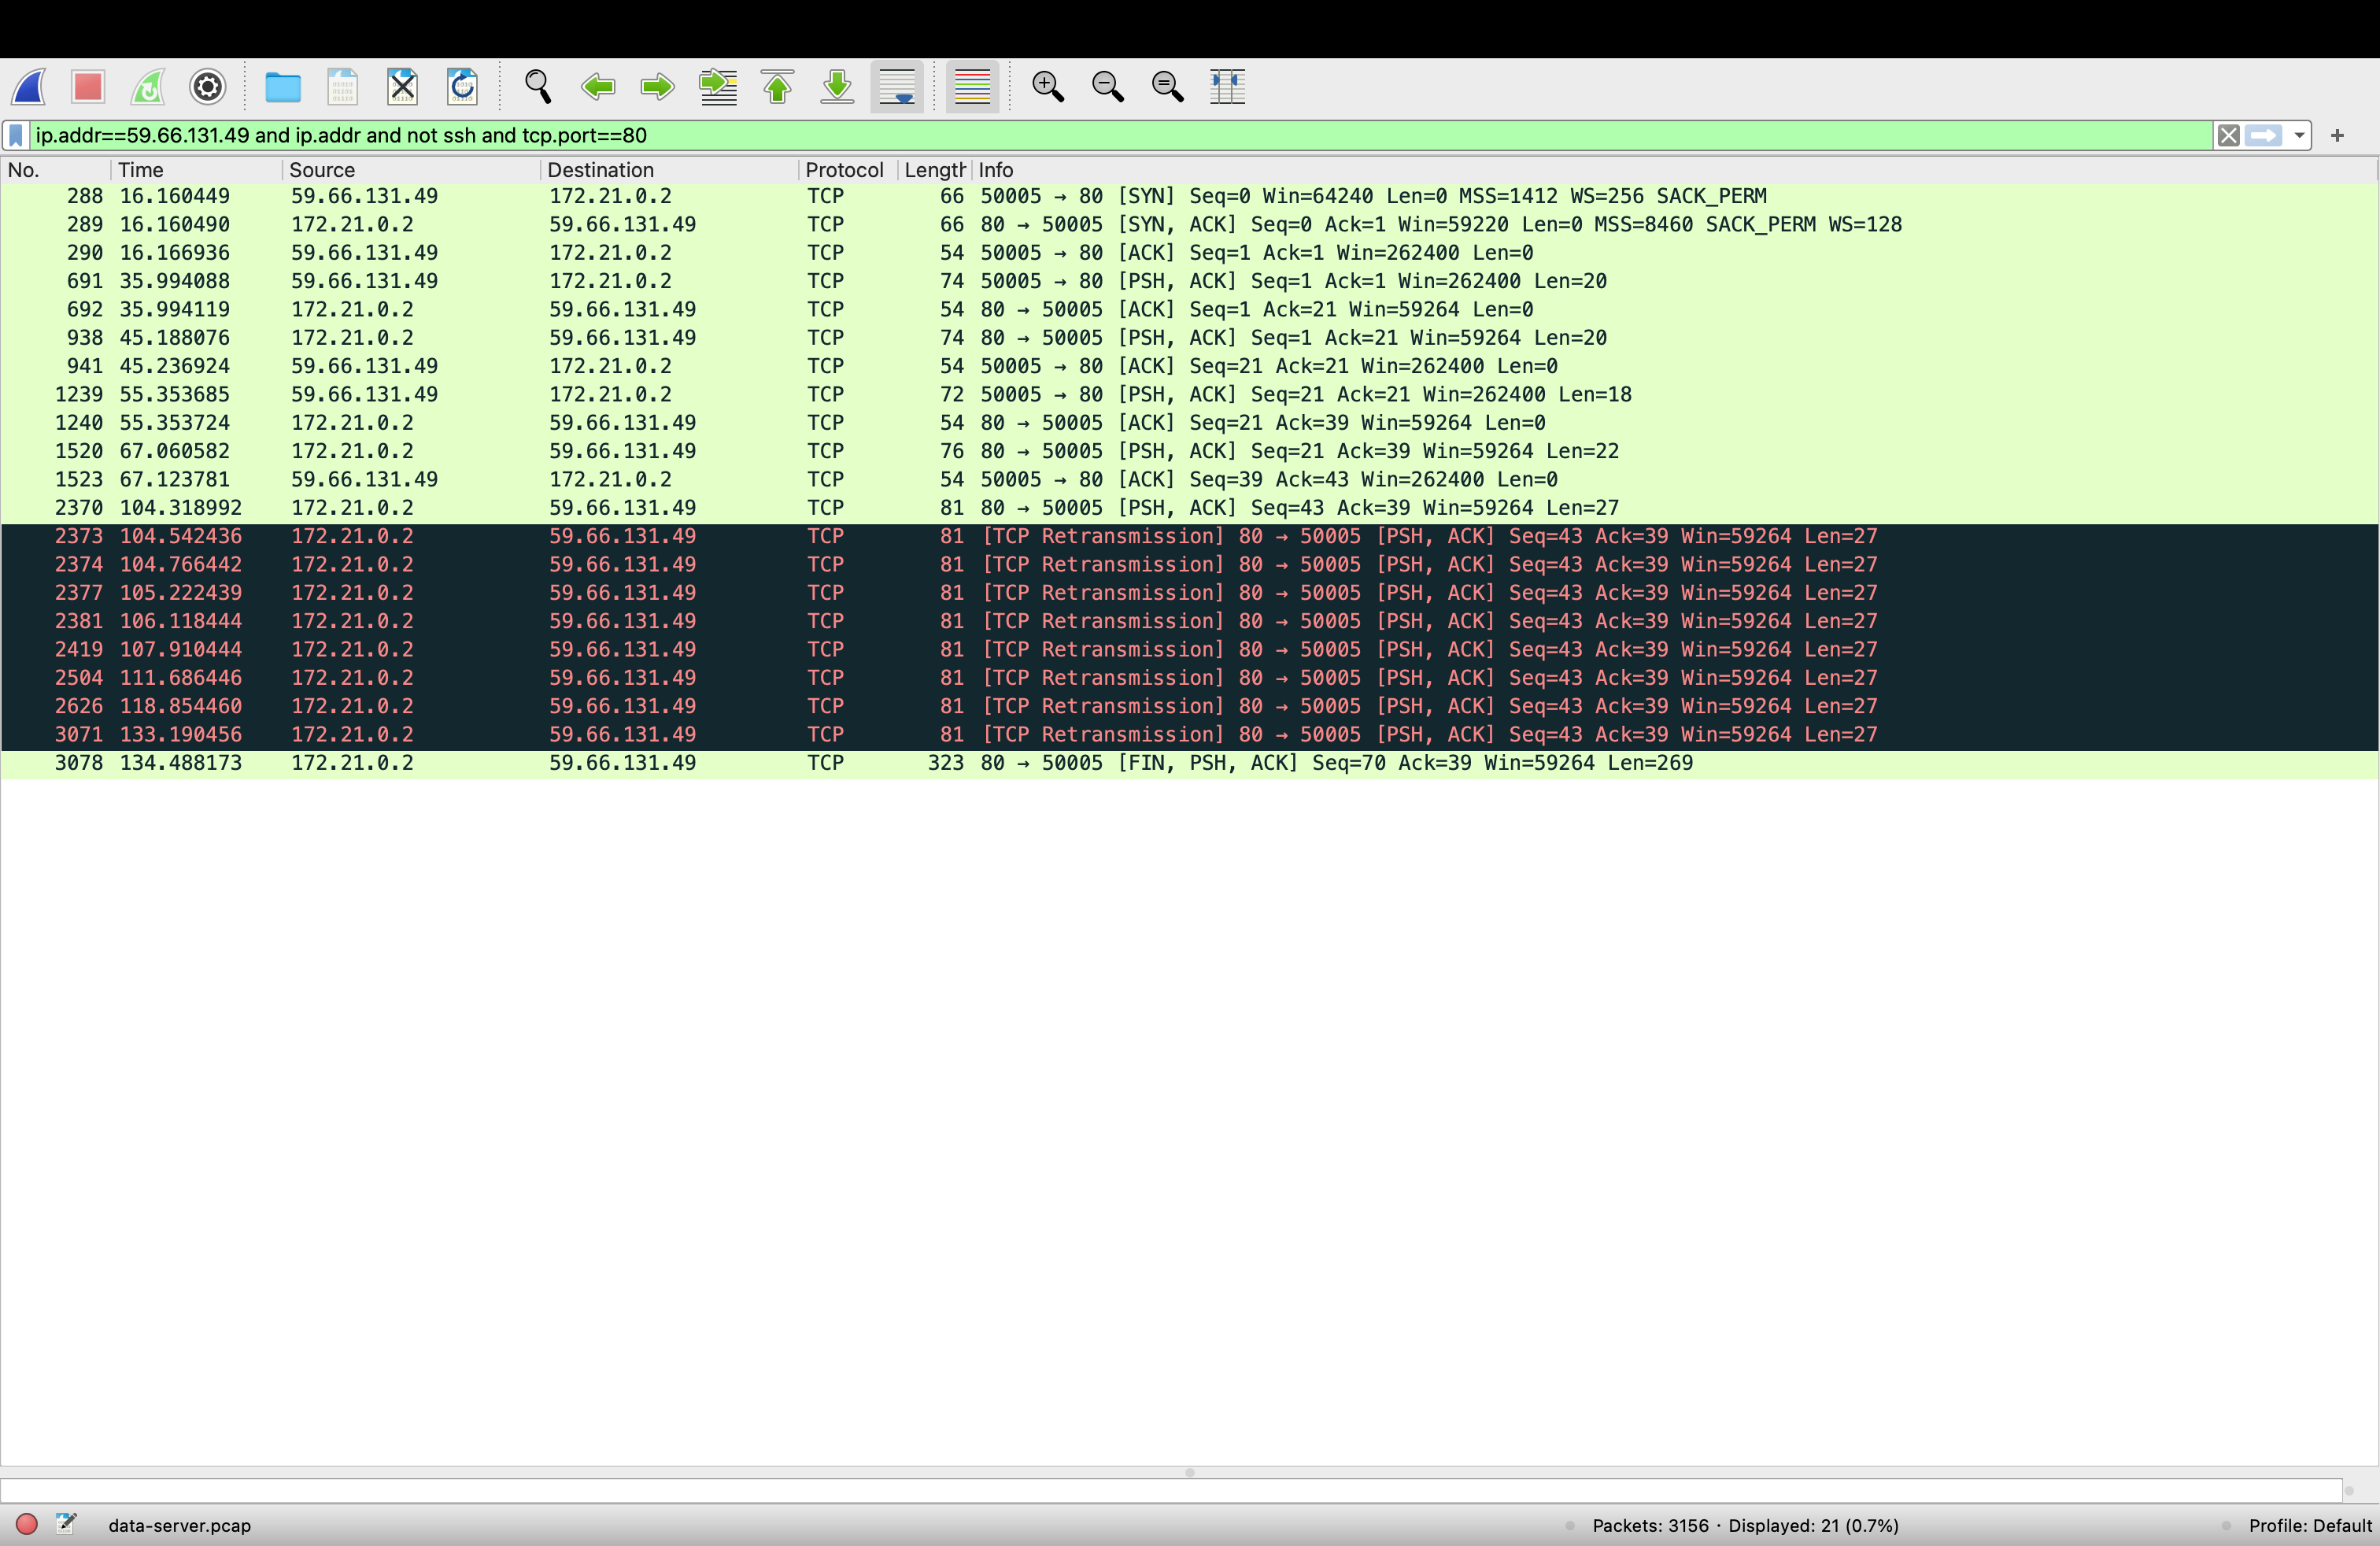 ip.addr==59.66.131.49 and ip.addr and not ssh and tcp.port==80
No. Time Source Destination Protocol Length Info
288 16.160449 59.66.131.49 172.21.0.2 TCP 66 50005 → 80 [SYN] Seq=0 Win=64240 Len=0 MSS=1412 WS=256 SACK_PERM
289 16.160490 172.21.0.2 59.66.131.49 TCP 66 80 → 50005 [SYN, ACK] Seq=0 Ack=1 Win=59220 Len=0 MSS=8460 SACK_PERM WS=128
290 16.166936 59.66.131.49 172.21.0.2 TCP 54 50005 → 80 [ACK] Seq=1 Ack=1 Win=262400 Len=0
691 35.994088 59.66.131.49 172.21.0.2 TCP 74 50005 → 80 [PSH, ACK] Seq=1 Ack=1 Win=262400 Len=20
692 35.994119 172.21.0.2 59.66.131.49 TCP 54 80 → 50005 [ACK] Seq=1 Ack=21 Win=59264 Len=0
938 45.188076 172.21.0.2 59.66.131.49 TCP 74 80 → 50005 [PSH, ACK] Seq=1 Ack=21 Win=59264 Len=20
941 45.236924 59.66.131.49 172.21.0.2 TCP 54 50005 → 80 [ACK] Seq=21 Ack=21 Win=262400 Len=0
1239 55.353685 59.66.131.49 172.21.0.2 TCP 72 50005 → 80 [PSH, ACK] Seq=21 Ack=21 Win=262400 Len=18
1240 55.353724 172.21.0.2 59.66.131.49 TCP 54 80 → 50005 [ACK] Seq=21 Ack=39 Win=59264 Len=0
1520 67.060582 172.21.0.2 59.66.131.49 TCP 76 80 → 50005 [PSH, ACK] Seq=21 Ack=39 Win=59264 Len=22
1523 67.123781 59.66.131.49 172.21.0.2 TCP 54 50005 → 80 [ACK] Seq=39 Ack=43 Win=262400 Len=0
2370 104.318992 172.21.0.2 59.66.131.49 TCP 81 80 → 50005 [PSH, ACK] Seq=43 Ack=39 Win=59264 Len=27
2373 104.542436 172.21.0.2 59.66.131.49 TCP 81 [TCP Retransmission] 80 → 50005 [PSH, ACK] Seq=43 Ack=39 Win=59264 Len=27
2374 104.766442 172.21.0.2 59.66.131.49 TCP 81 [TCP Retransmission] 80 → 50005 [PSH, ACK] Seq=43 Ack=39 Win=59264 Len=27
2377 105.222439 172.21.0.2 59.66.131.49 TCP 81 [TCP Retransmission] 80 → 50005 [PSH, ACK] Seq=43 Ack=39 Win=59264 Len=27
2381 106.118444 172.21.0.2 59.66.131.49 TCP 81 [TCP Retransmission] 80 → 50005 [PSH, ACK] Seq=43 Ack=39 Win=59264 Len=27
2419 107.910444 172.21.0.2 59.66.131.49 TCP 81 [TCP Retransmission] 80 → 50005 [PSH, ACK] Seq=43 Ack=39 Win=59264 Len=27
2504 111.686446 172.21.0.2 59.66.131.49 TCP 81 [TCP Retransmission] 80 → 50005 [PSH, ACK] Seq=43 Ack=39 Win=59264 Len=27
2626 118.854460 172.21.0.2 59.66.131.49 TCP 81 [TCP Retransmission] 80 → 50005 [PSH, ACK] Seq=43 Ack=39 Win=59264 Len=27
3071 133.190456 172.21.0.2 59.66.131.49 TCP 81 [TCP Retransmission] 80 → 50005 [PSH, ACK] Seq=43 Ack=39 Win=59264 Len=27
3078 134.488173 172.21.0.2 59.66.131.49 TCP 323 80 → 50005 [FIN, PSH, ACK] Seq=70 Ack=39 Win=59264 Len=269
data-server.pcap Packets: 3156 · Displayed: 21 (0.7%) Profile: Default